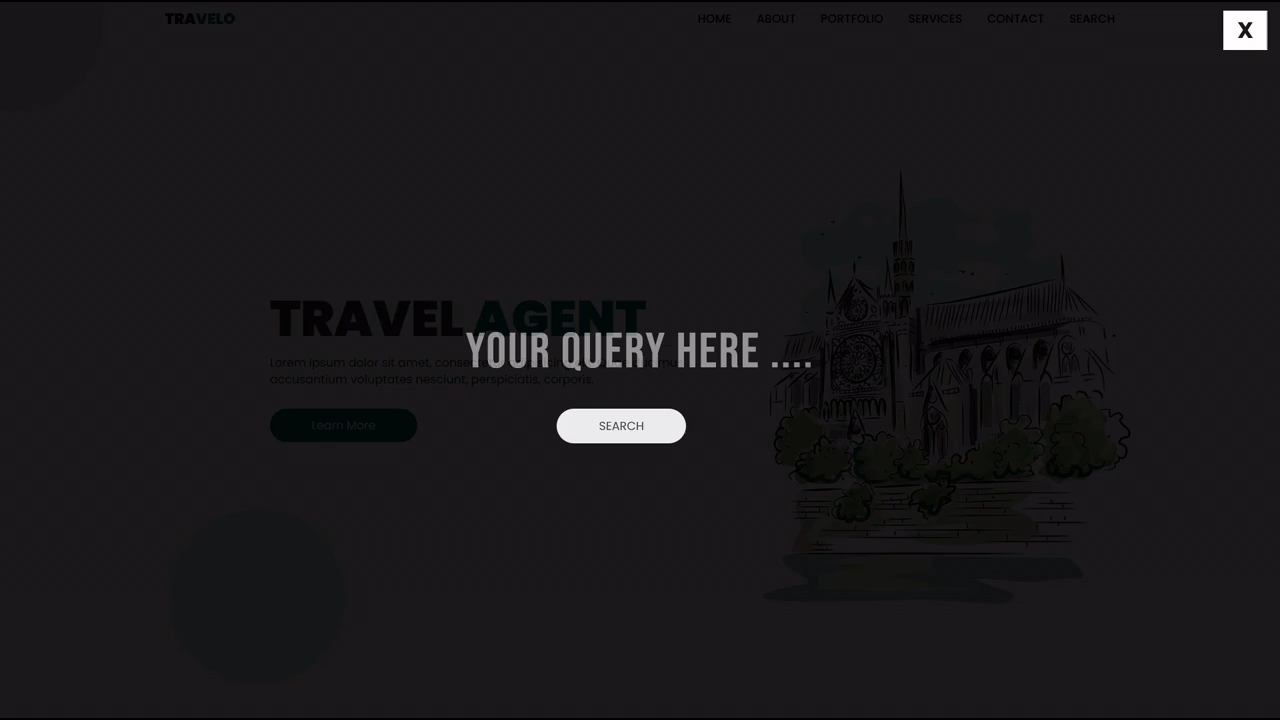 TRAVELO
HOME ABOUT PORTFOLIO SERVICES CONTACT SEARCH
X
TRAVEL AGENT
YOUR QUERY HERE ....
Lorem ipsum dolor sit amet,
accusantium voluptates nesciunt, perspiciatis, corporis.
Learn More
SEARCH